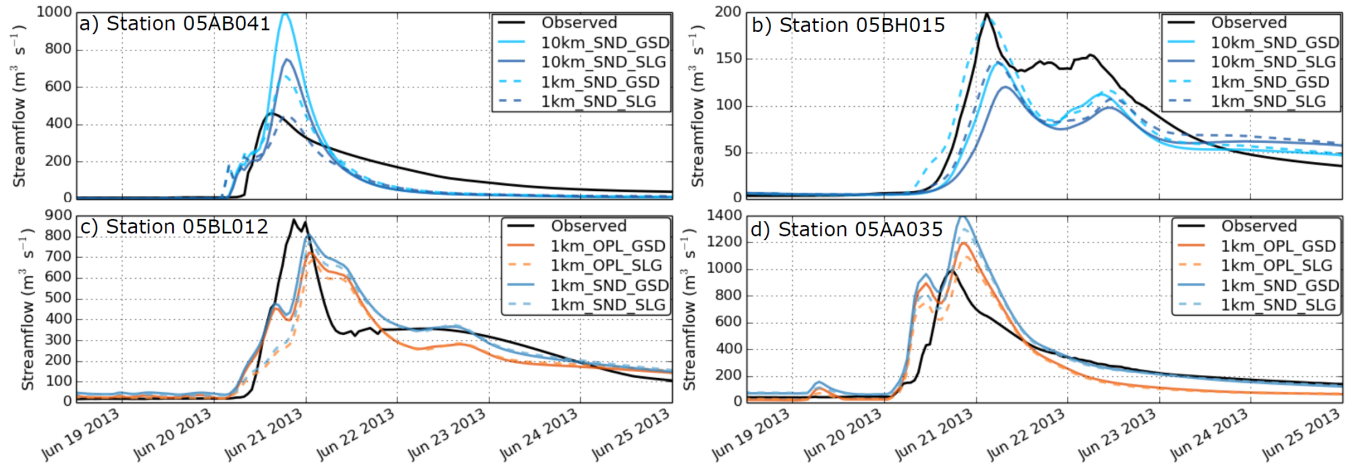 a) Station 05AB041
Streamflow (m³ s⁻¹)
1000
800
600
400
200
0
Observed
10km_SND_GSD
10km_SND_SLG
1km_SND_GSD
1km_SND_SLG
b) Station 05BH015
Streamflow (m³ s⁻¹)
200
150
100
50
0
Observed
10km_SND_GSD
10km_SND_SLG
1km_SND_GSD
1km_SND_SLG
c) Station 05BL012
Streamflow (m³ s⁻¹)
900
800
700
600
500
400
300
200
100
0
Observed
1km_OPL_GSD
1km_OPL_SLG
1km_SND_GSD
1km_SND_SLG
Jun 19 2013
Jun 20 2013
Jun 21 2013
Jun 22 2013
Jun 23 2013
Jun 24 2013
Jun 25 2013
d) Station 05AA035
Streamflow (m³ s⁻¹)
1400
1200
1000
800
600
400
200
0
Observed
1km_OPL_GSD
1km_OPL_SLG
1km_SND_GSD
1km_SND_SLG
Jun 19 2013
Jun 20 2013
Jun 21 2013
Jun 22 2013
Jun 23 2013
Jun 24 2013
Jun 25 2013